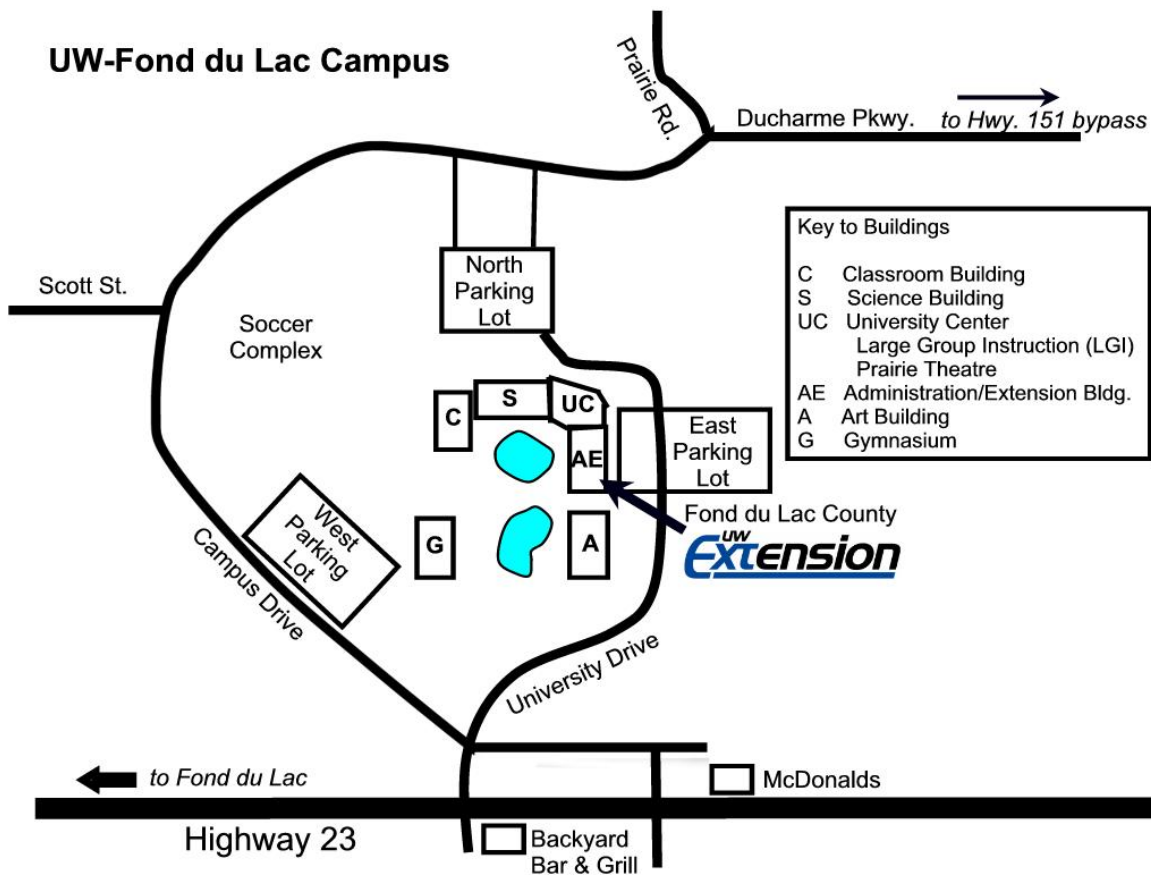 UW-Fond du Lac Campus
Prairie Rd.
Ducharme Pkwy.
to Hwy. 151 bypass
Key to Buildings
C Classroom Building
S Science Building
UC University Center
Large Group Instruction (LGI)
Prairie Theatre
AE Administration/Extension Bldg.
A Art Building
G Gymnasium
Scott St.
North
Parking
Lot
Soccer
Complex
C
S
UC
AE
East
Parking
Lot
Fond du Lac County
UW
Extension
West
Parking
Lot
G
A
Campus Drive
University Drive
to Fond du Lac
McDonalds
Highway 23
Backyard
Bar & Grill